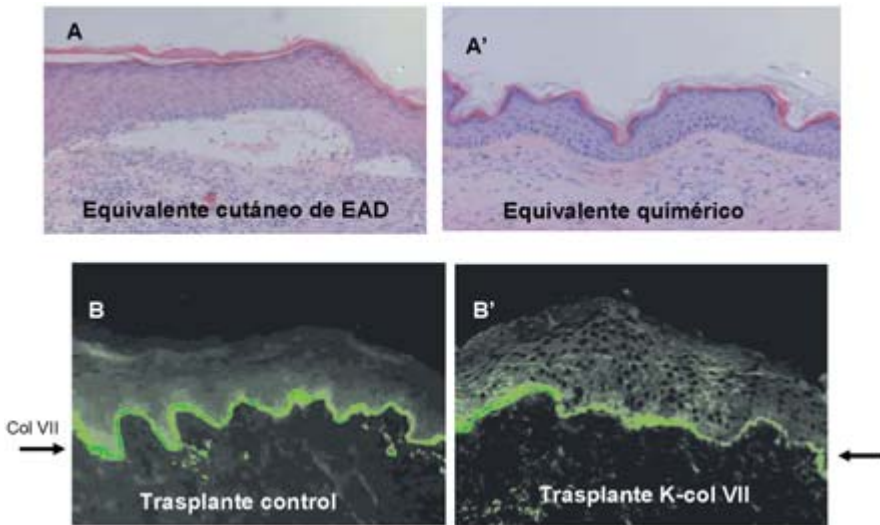 A
A'
Equivalente cutáneo de EAD
Equivalente quimérico
B
B'
Col VII
Trasplante control
Trasplante K-col VII